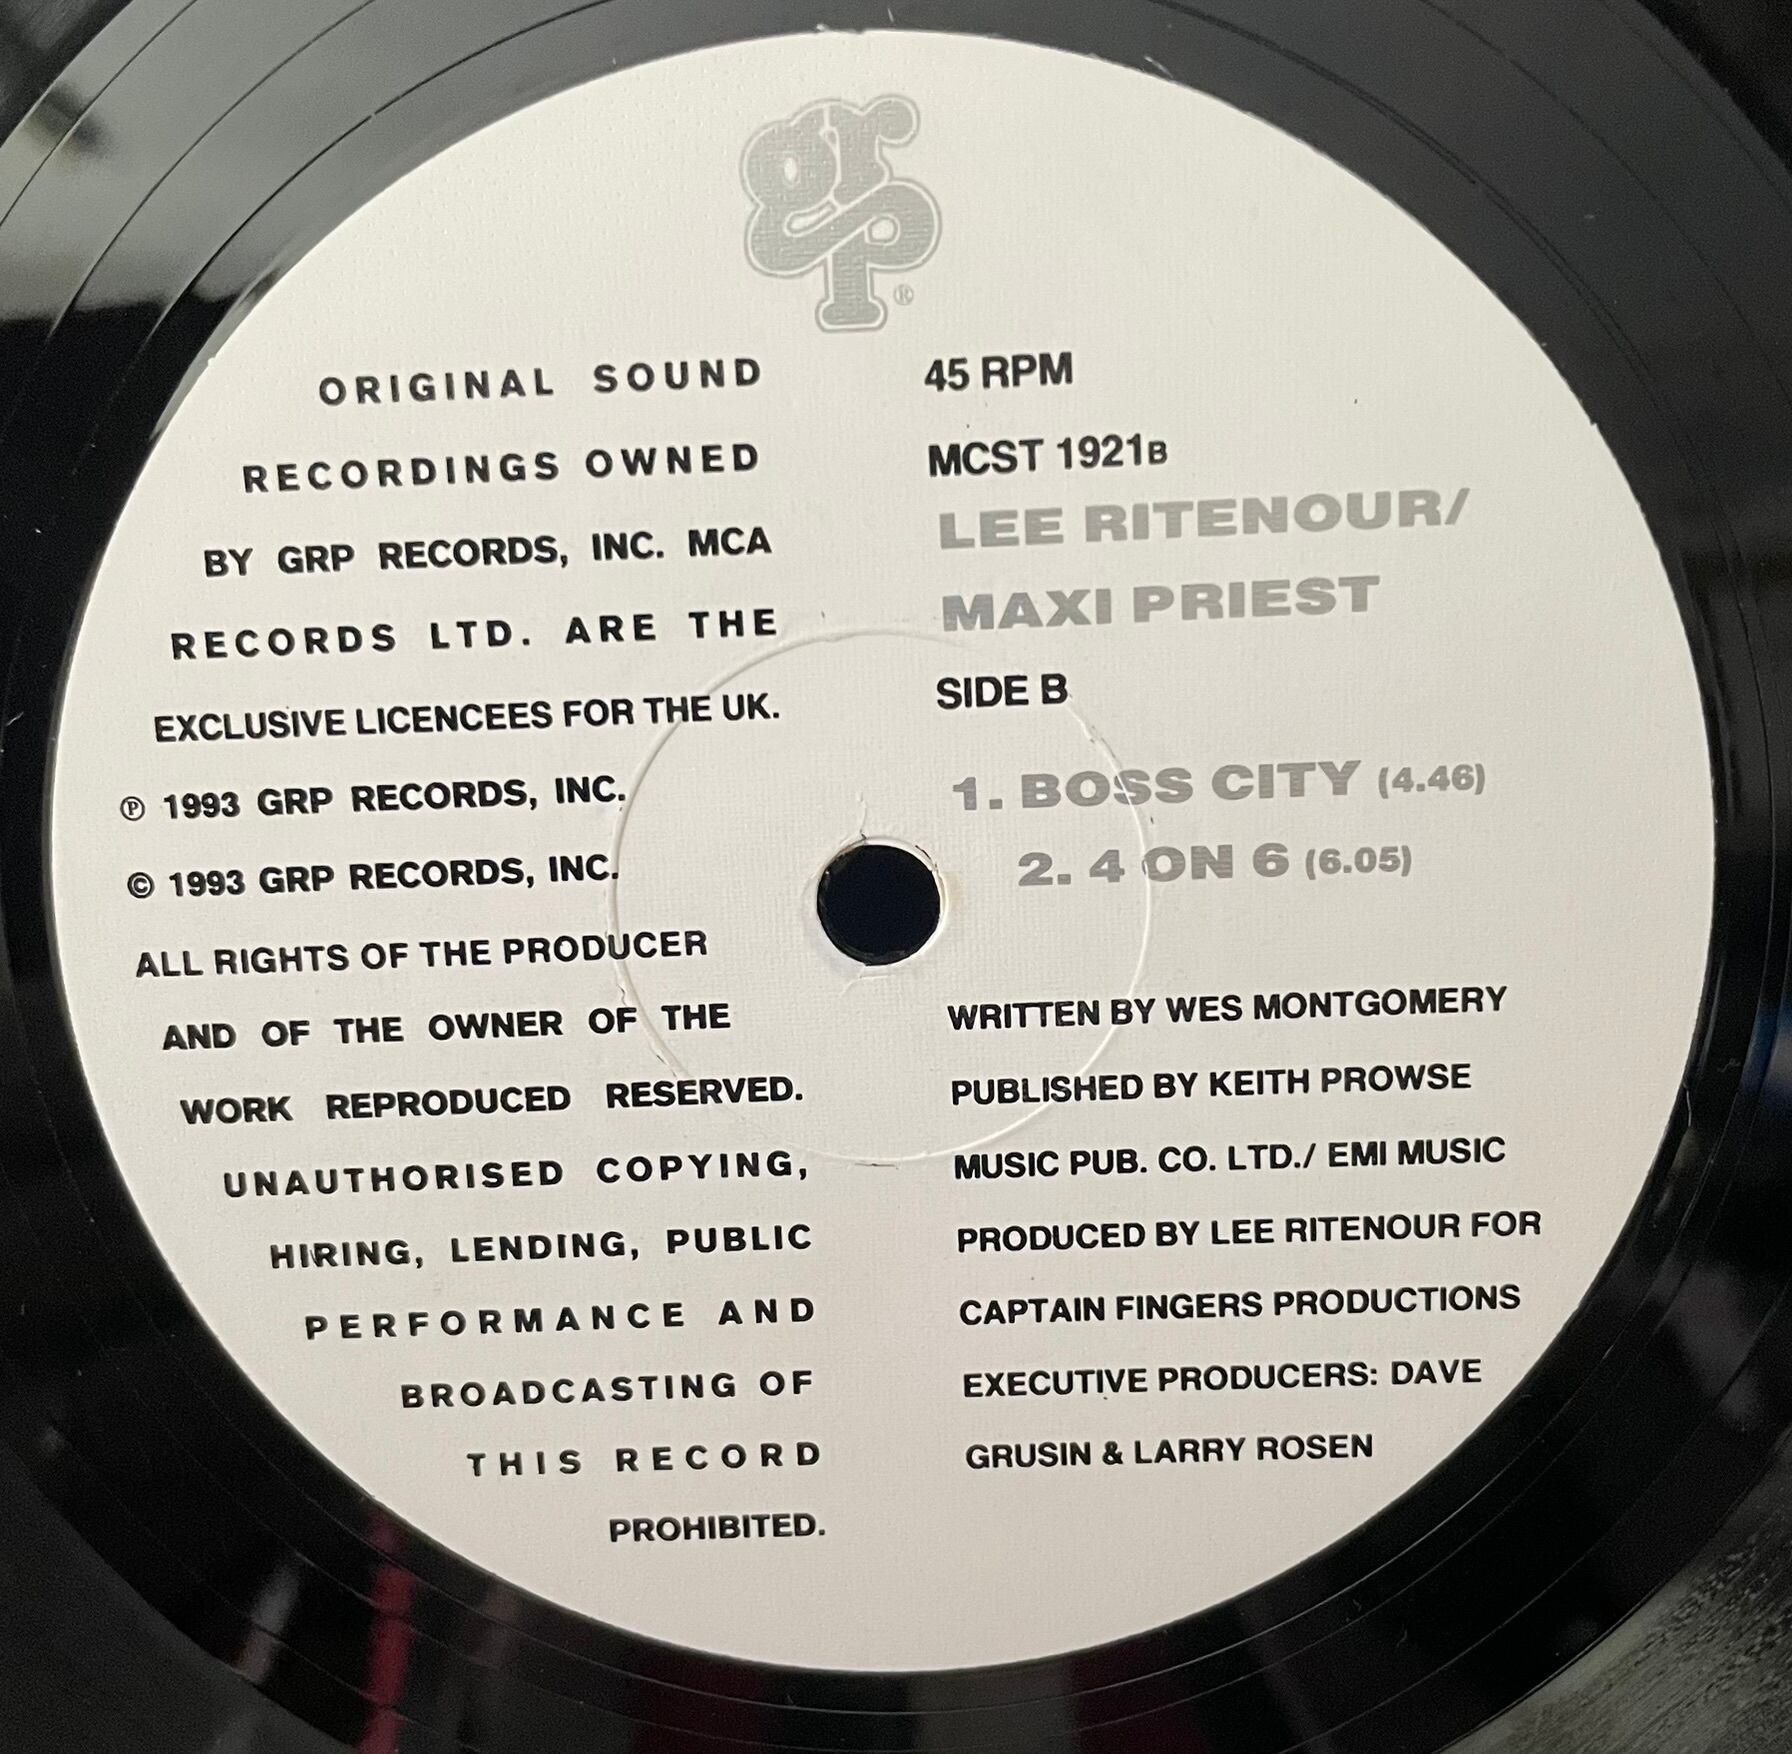 grp®
ORIGINAL SOUND
RECORDINGS OWNED
BY GRP RECORDS, INC. MCA
RECORDS LTD. ARE THE
EXCLUSIVE LICENCEES FOR THE UK.
℗ 1993 GRP RECORDS, INC.
© 1993 GRP RECORDS, INC.
ALL RIGHTS OF THE PRODUCER
AND OF THE OWNER OF THE
WORK REPRODUCED RESERVED.
UNAUTHORISED COPYING,
HIRING, LENDING, PUBLIC
PERFORMANCE AND
BROADCASTING OF
THIS RECORD
PROHIBITED.
45 RPM
MCST 1921B
LEE RITENOUR/
MAXI PRIEST
SIDE B
1. BOSS CITY (4.46)
2. 4 ON 6 (6.05)
WRITTEN BY WES MONTGOMERY
PUBLISHED BY KEITH PROWSE
MUSIC PUB. CO. LTD./ EMI MUSIC
PRODUCED BY LEE RITENOUR FOR
CAPTAIN FINGERS PRODUCTIONS
EXECUTIVE PRODUCERS: DAVE
GRUSIN & LARRY ROSEN